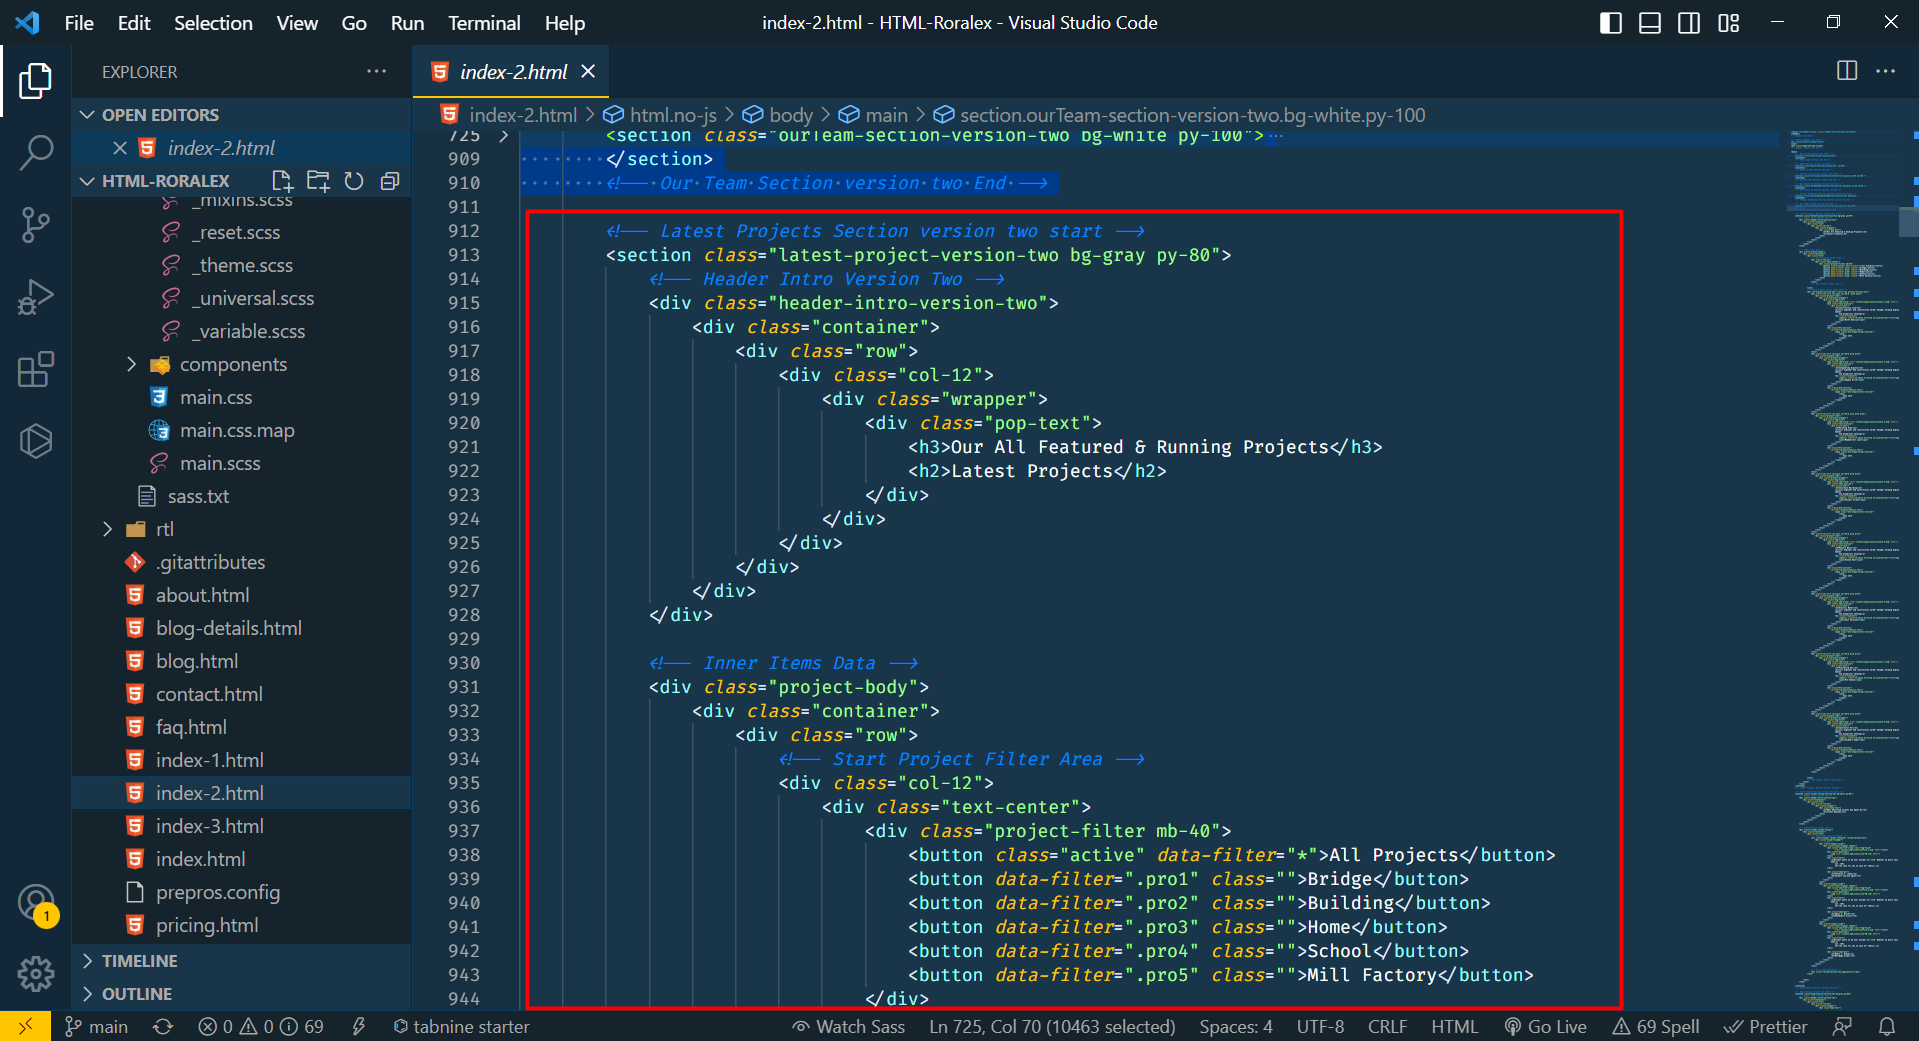 File Edit Selection View Go Run Terminal Help
index-2.html - HTML-Roralex - Visual Studio Code
EXPLORER
OPEN EDITORS
index-2.html
HTML-RORALEX
_mixins.scss
_reset.scss
_theme.scss
_universal.scss
_variable.scss
components
main.css
main.css.map
main.scss
sass.txt
rtl
.gitattributes
about.html
blog-details.html
blog.html
contact.html
faq.html
index-1.html
index-2.html
index-3.html
index.html
prepros.config
pricing.html
TIMELINE
OUTLINE
1
index-2.html
index-2.html > html.no-js > body > main > section.ourTeam-section-version-two.bg-white.py-100
725 <section class="ourTeam-section-version-two bg-white py-100"> ...
909 </section>
910 <!-- Our Team Section version two End -->
911
912 <!-- Latest Projects Section version two start -->
913 <section class="latest-project-version-two bg-gray py-80">
914 <!-- Header Intro Version Two -->
915 <div class="header-intro-version-two">
916 <div class="container">
917 <div class="row">
918 <div class="col-12">
919 <div class="wrapper">
920 <div class="pop-text">
921 <h3>Our All Featured & Running Projects</h3>
922 <h2>Latest Projects</h2>
923 </div>
924 </div>
925 </div>
926 </div>
927 </div>
928 </div>
929
930 <!-- Inner Items Data -->
931 <div class="project-body">
932 <div class="container">
933 <div class="row">
934 <!-- Start Project Filter Area -->
935 <div class="col-12">
936 <div class="text-center">
937 <div class="project-filter mb-40">
938 <button class="active" data-filter="*">All Projects</button>
939 <button data-filter=".pro1" class="">Bridge</button>
940 <button data-filter=".pro2" class="">Building</button>
941 <button data-filter=".pro3" class="">Home</button>
942 <button data-filter=".pro4" class="">School</button>
943 <button data-filter=".pro5" class="">Mill Factory</button>
944 </div>
main 0 0 69 tabnine starter Watch Sass Ln 725, Col 70 (10463 selected) Spaces: 4 UTF-8 CRLF HTML Go Live 69 Spell Prettier